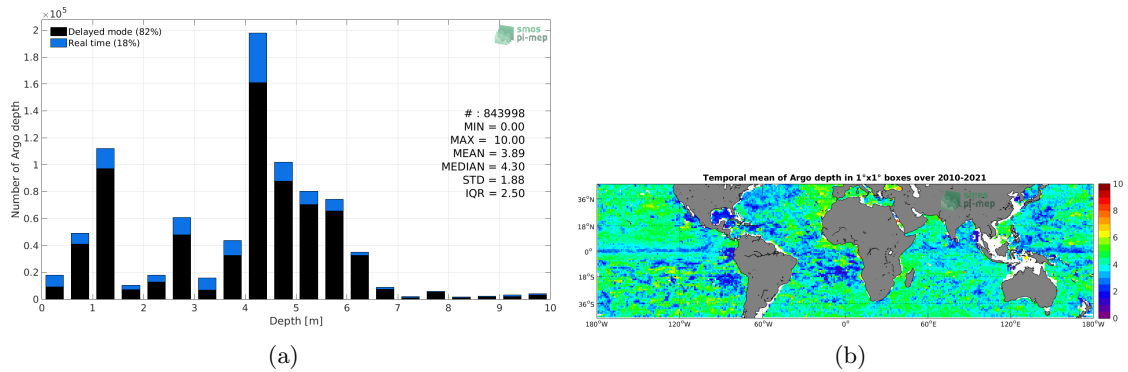 ×10⁵
Delayed mode (82%)
Real time (18%)
smos
pi-mep
2
1.8
1.6
1.4
1.2
1
0.8
0.6
0.4
0.2
0
Number of Argo depth
# : 843998
MIN = 0.00
MAX = 10.00
MEAN = 3.89
MEDIAN = 4.30
STD = 1.88
IQR = 2.50
0 1 2 3 4 5 6 7 8 9 10
Depth [m]
(a)
Temporal mean of Argo depth in 1°x1° boxes over 2010-2021
smos
pi-mep
36°N
18°N
0°
18°S
36°S
180°W 120°W 60°W 0° 60°E 120°E 180°W
10
8
6
4
2
0
(b)